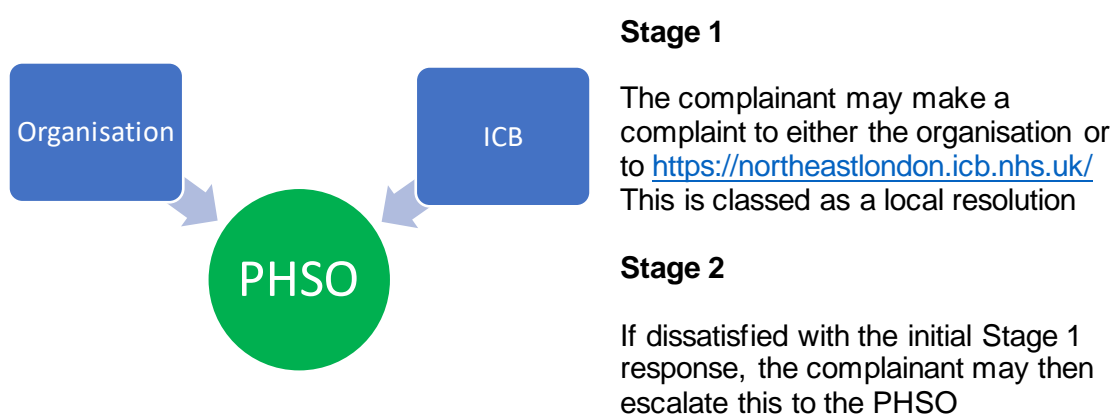 Organisation
ICB
PHSO
Stage 1
The complainant may make a
complaint to either the organisation or
to https://northeastlondon.icb.nhs.uk/
This is classed as a local resolution
Stage 2
If dissatisfied with the initial Stage 1
response, the complainant may then
escalate this to the PHSO